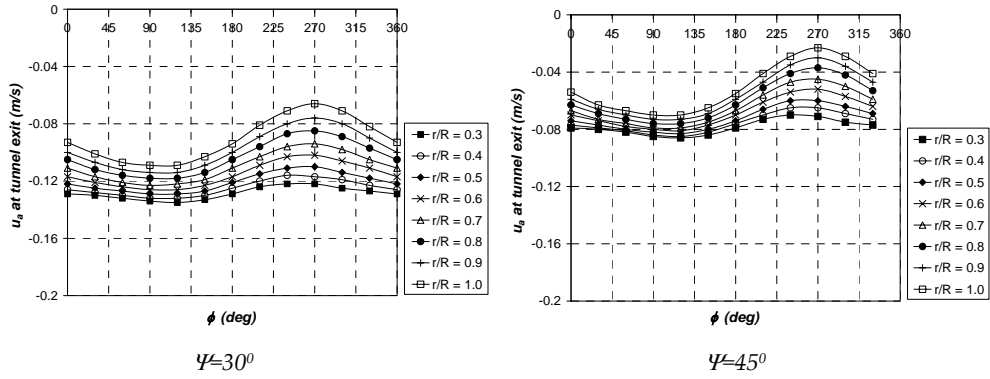 0
0 45 90 135 180 225 270 315 360
-0.04
-0.08
-0.12
-0.16
-0.2
uₐ at tunnel exit (m/s)
ϕ (deg)
r/R = 0.3
r/R = 0.4
r/R = 0.5
r/R = 0.6
r/R = 0.7
r/R = 0.8
r/R = 0.9
r/R = 1.0
Ψ=30⁰
0
0 45 90 135 180 225 270 315 360
-0.04
-0.08
-0.12
-0.16
-0.2
uₐ at tunnel exit (m/s)
ϕ (deg)
r/R = 0.3
r/R = 0.4
r/R = 0.5
r/R = 0.6
r/R = 0.7
r/R = 0.8
r/R = 0.9
r/R = 1.0
Ψ=45⁰